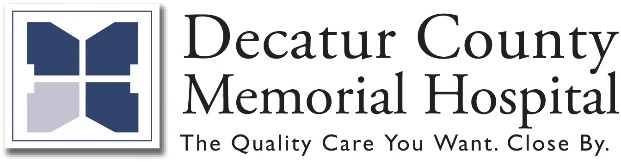 Decatur County
Memorial Hospital
The Quality Care You Want. Close By.